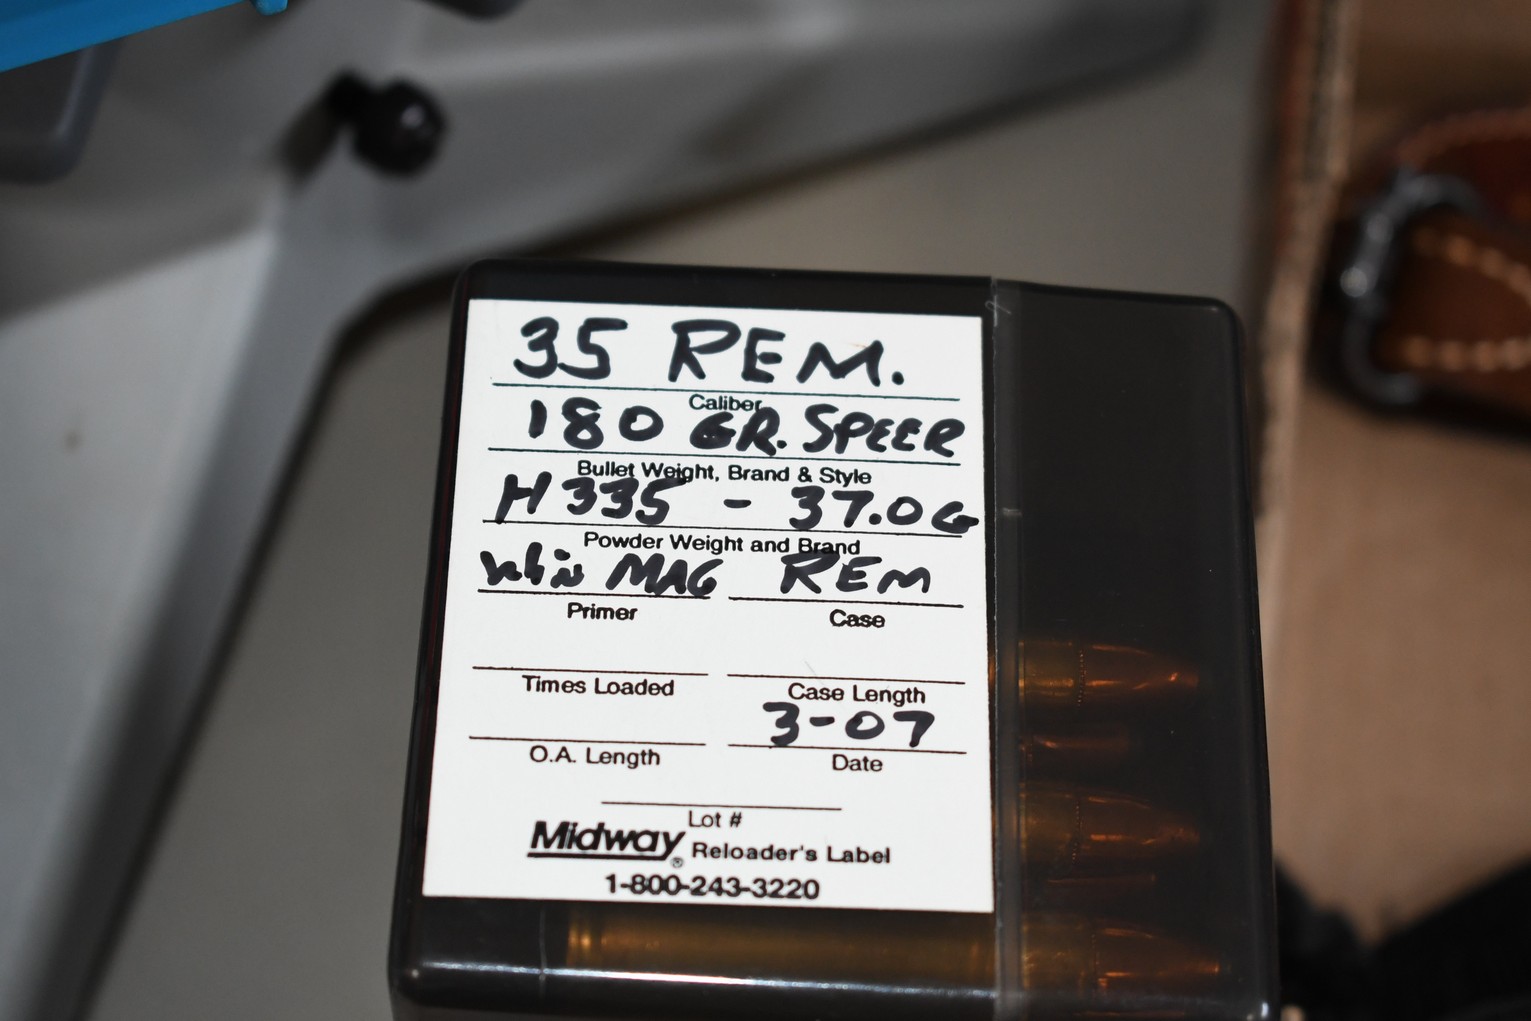 35 REM.
Caliber
180 GR. SPEER
Bullet Weight, Brand & Style
H335 - 37.0G
Powder Weight and Brand
Win MAG REM
Primer Case
Times Loaded Case Length
3-07
O.A. Length Date
Lot #
Midway® Reloader's Label
1-800-243-3220